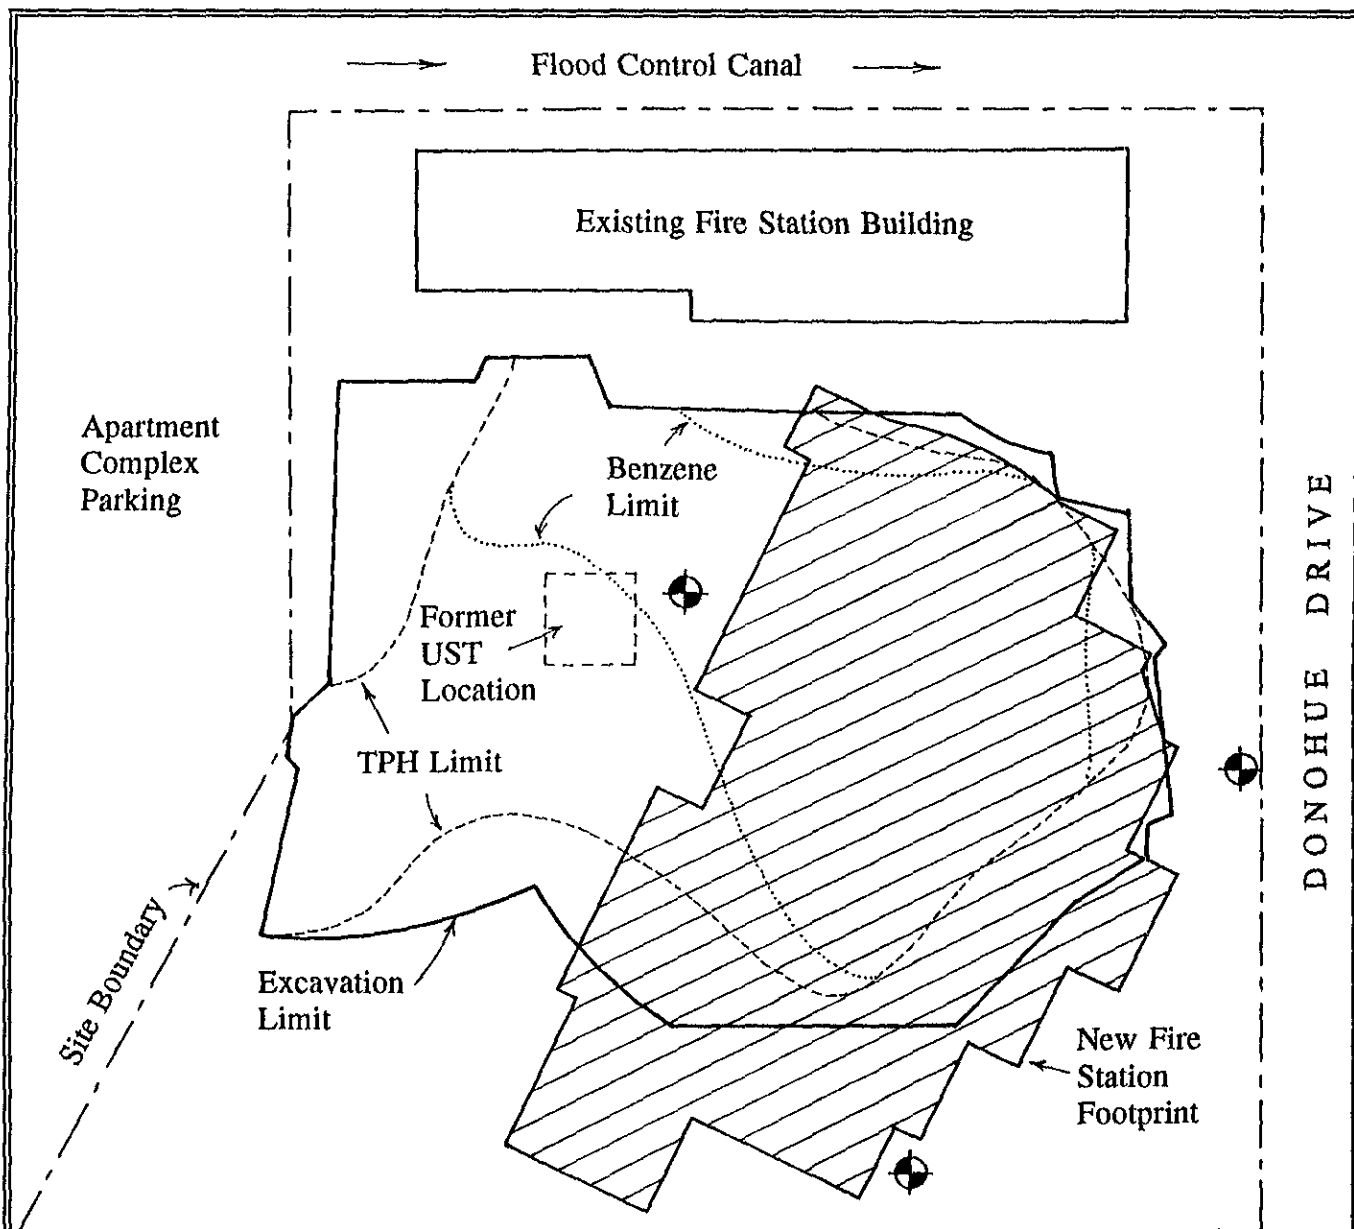 Flood Control Canal
Existing Fire Station Building
Apartment
Complex
Parking
Benzene
Limit
Former
UST
Location
TPH Limit
DONOHUE DRIVE
Site Boundary
Excavation
Limit
New Fire
Station
Footprint